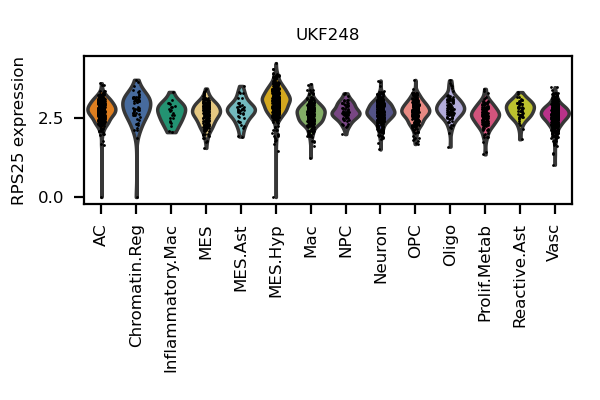 UKF248
RPS25 expression
2.5
0.0
AC
Chromatin.Reg
Inflammatory.Mac
MES
MES.Ast
MES.Hyp
Mac
NPC
Neuron
OPC
Oligo
Prolif.Metab
Reactive.Ast
Vasc